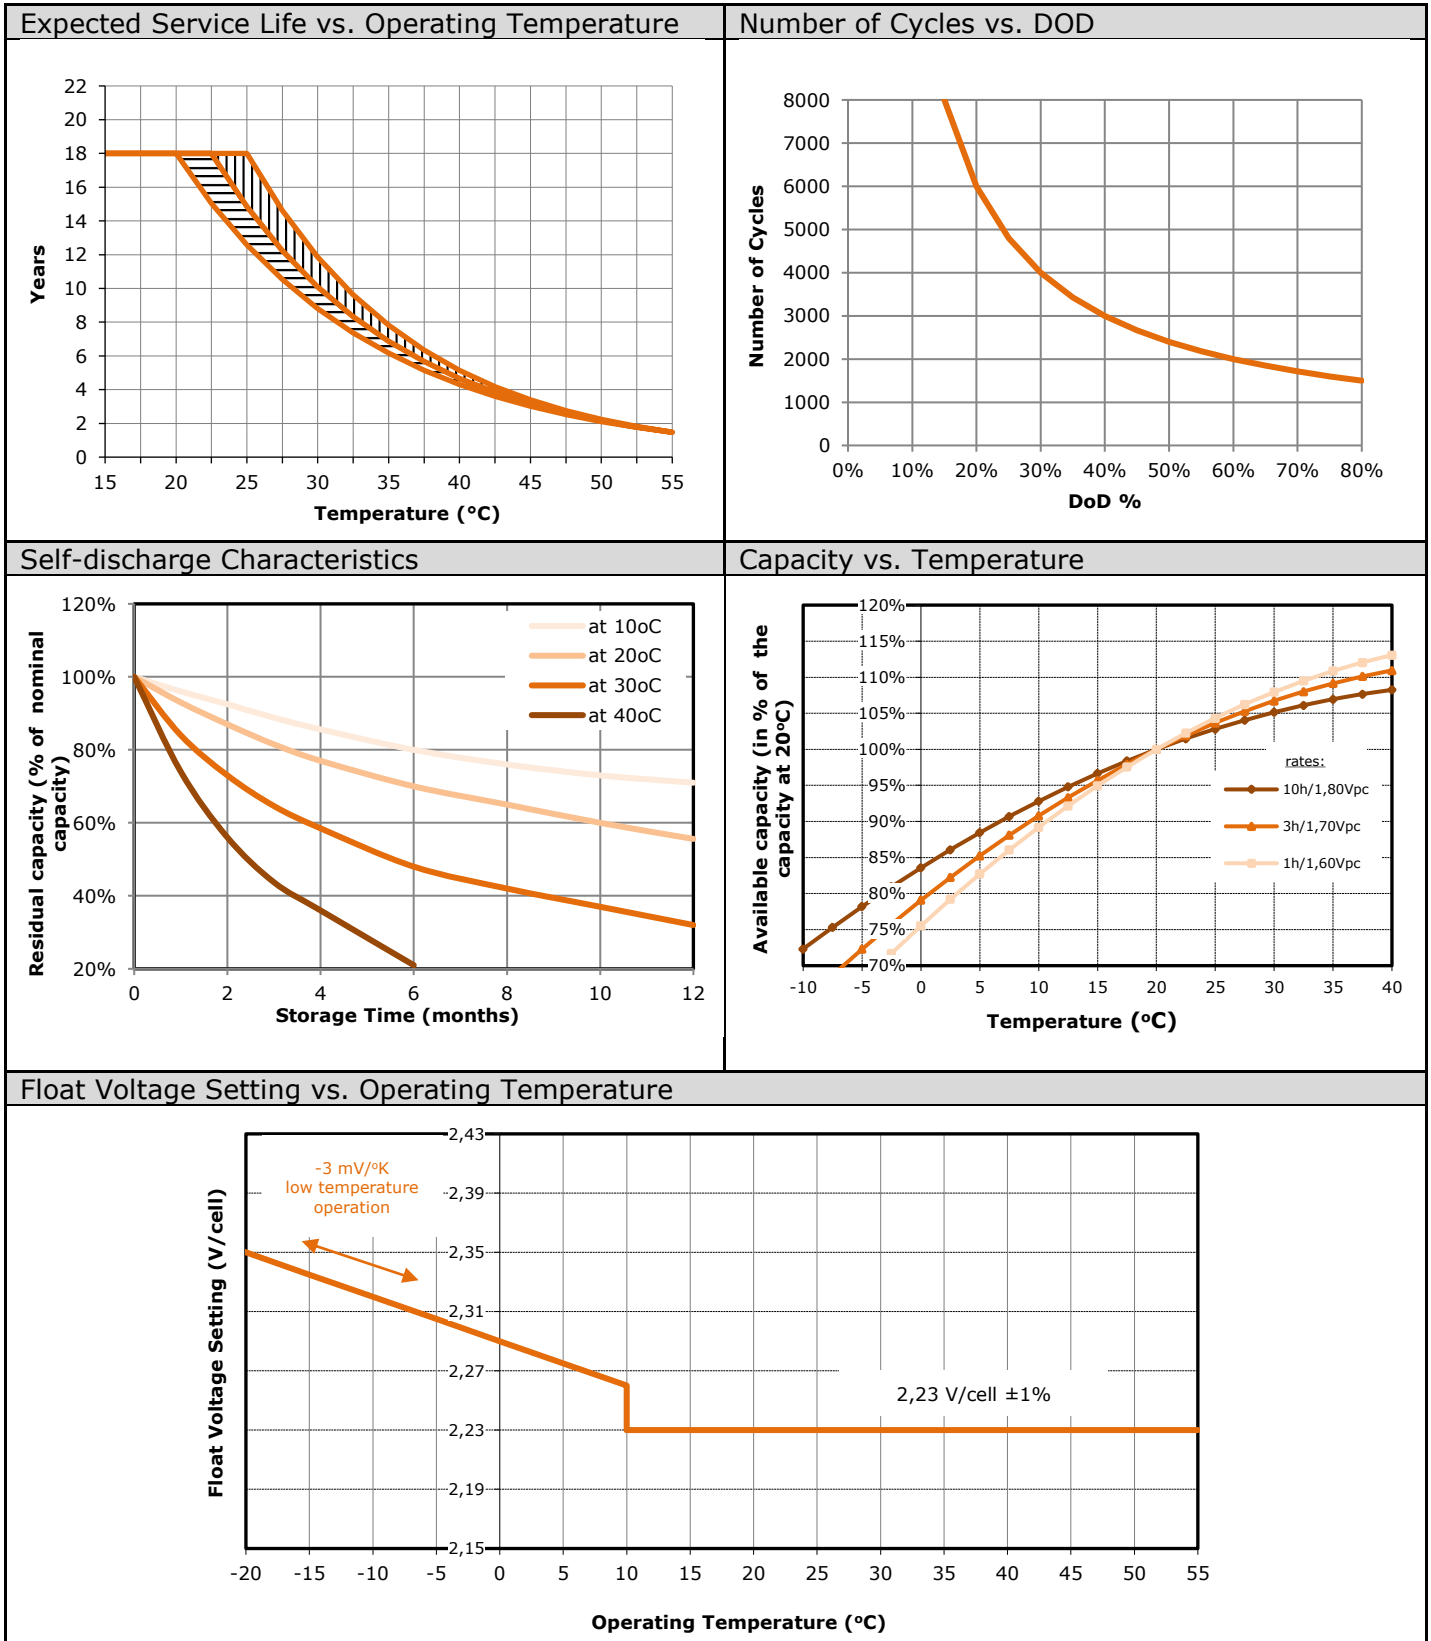 Expected Service Life vs. Operating Temperature
22
20
18
16
14
12
10
8
6
4
2
0
Years
15 20 25 30 35 40 45 50 55
Temperature (°C)
Number of Cycles vs. DOD
8000
7000
6000
5000
4000
3000
2000
1000
0
Number of Cycles
0% 10% 20% 30% 40% 50% 60% 70% 80%
DoD %
Self-discharge Characteristics
120%
100%
80%
60%
40%
20%
Residual capacity (% of nominal
capacity)
at 10oC
at 20oC
at 30oC
at 40oC
0 2 4 6 8 10 12
Storage Time (months)
Capacity vs. Temperature
120%
115%
110%
105%
100%
95%
90%
85%
80%
75%
70%
Available capacity (in % of the
capacity at 20ºC)
rates:
10h/1,80Vpc
3h/1,70Vpc
1h/1,60Vpc
-10 -5 0 5 10 15 20 25 30 35 40
Temperature (ºC)
Float Voltage Setting vs. Operating Temperature
2,43
2,39
2,35
2,31
2,27
2,23
2,19
2,15
Float Voltage Setting (V/cell)
-3 mV/ºK
low temperature
operation
2,23 V/cell ±1%
-20 -15 -10 -5 0 5 10 15 20 25 30 35 40 45 50 55
Operating Temperature (ºC)